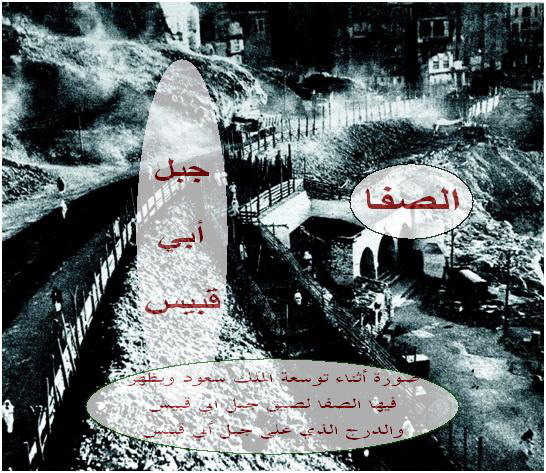 جبل
أبي
قبيس
الصفا
صورة أثناء توسعة الملك سعود ويظهر
فيها الصفا لصيق جبل ابي قبيس
والدرج الذي على جبل أبي قبيس